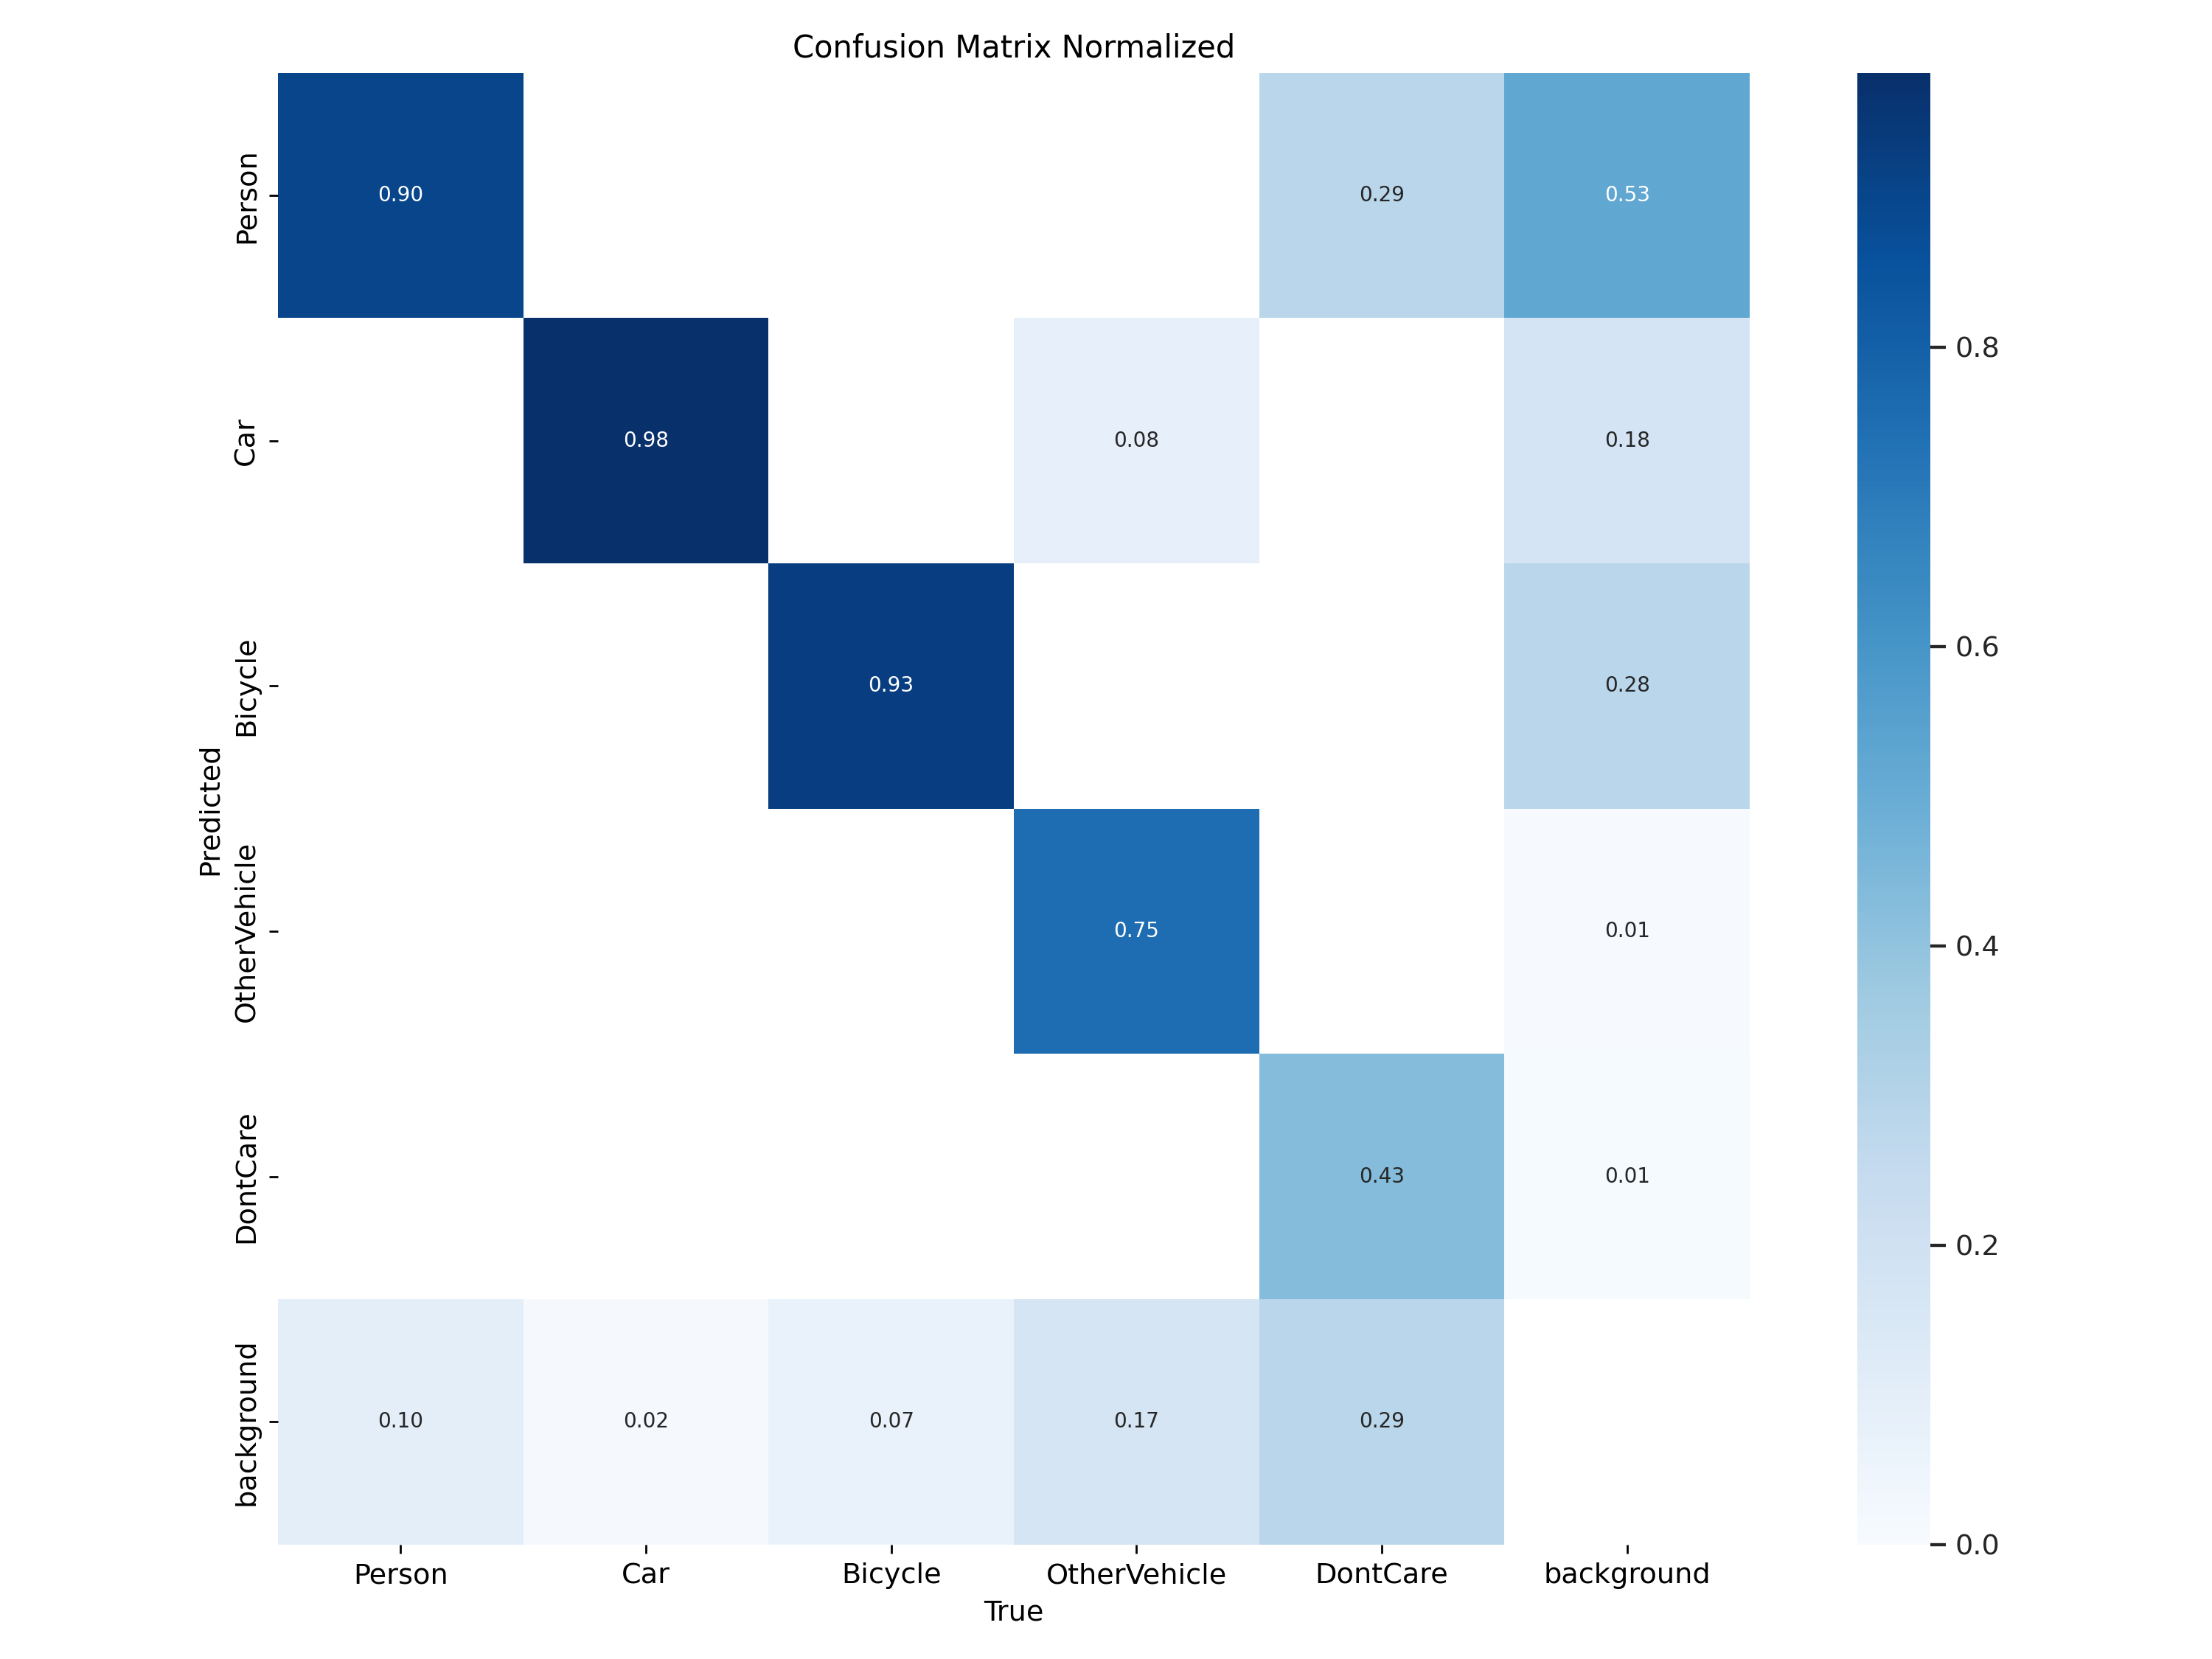 Confusion Matrix Normalized
Person
0.90
0.29
0.53
Car
0.98
0.08
0.18
0.8
Bicycle
0.93
0.28
0.6
Predicted
OtherVehicle
0.75
0.01
0.4
DontCare
0.43
0.01
0.2
background
0.10
0.02
0.07
0.17
0.29
0.0
Person
Car
Bicycle
OtherVehicle
DontCare
background
True